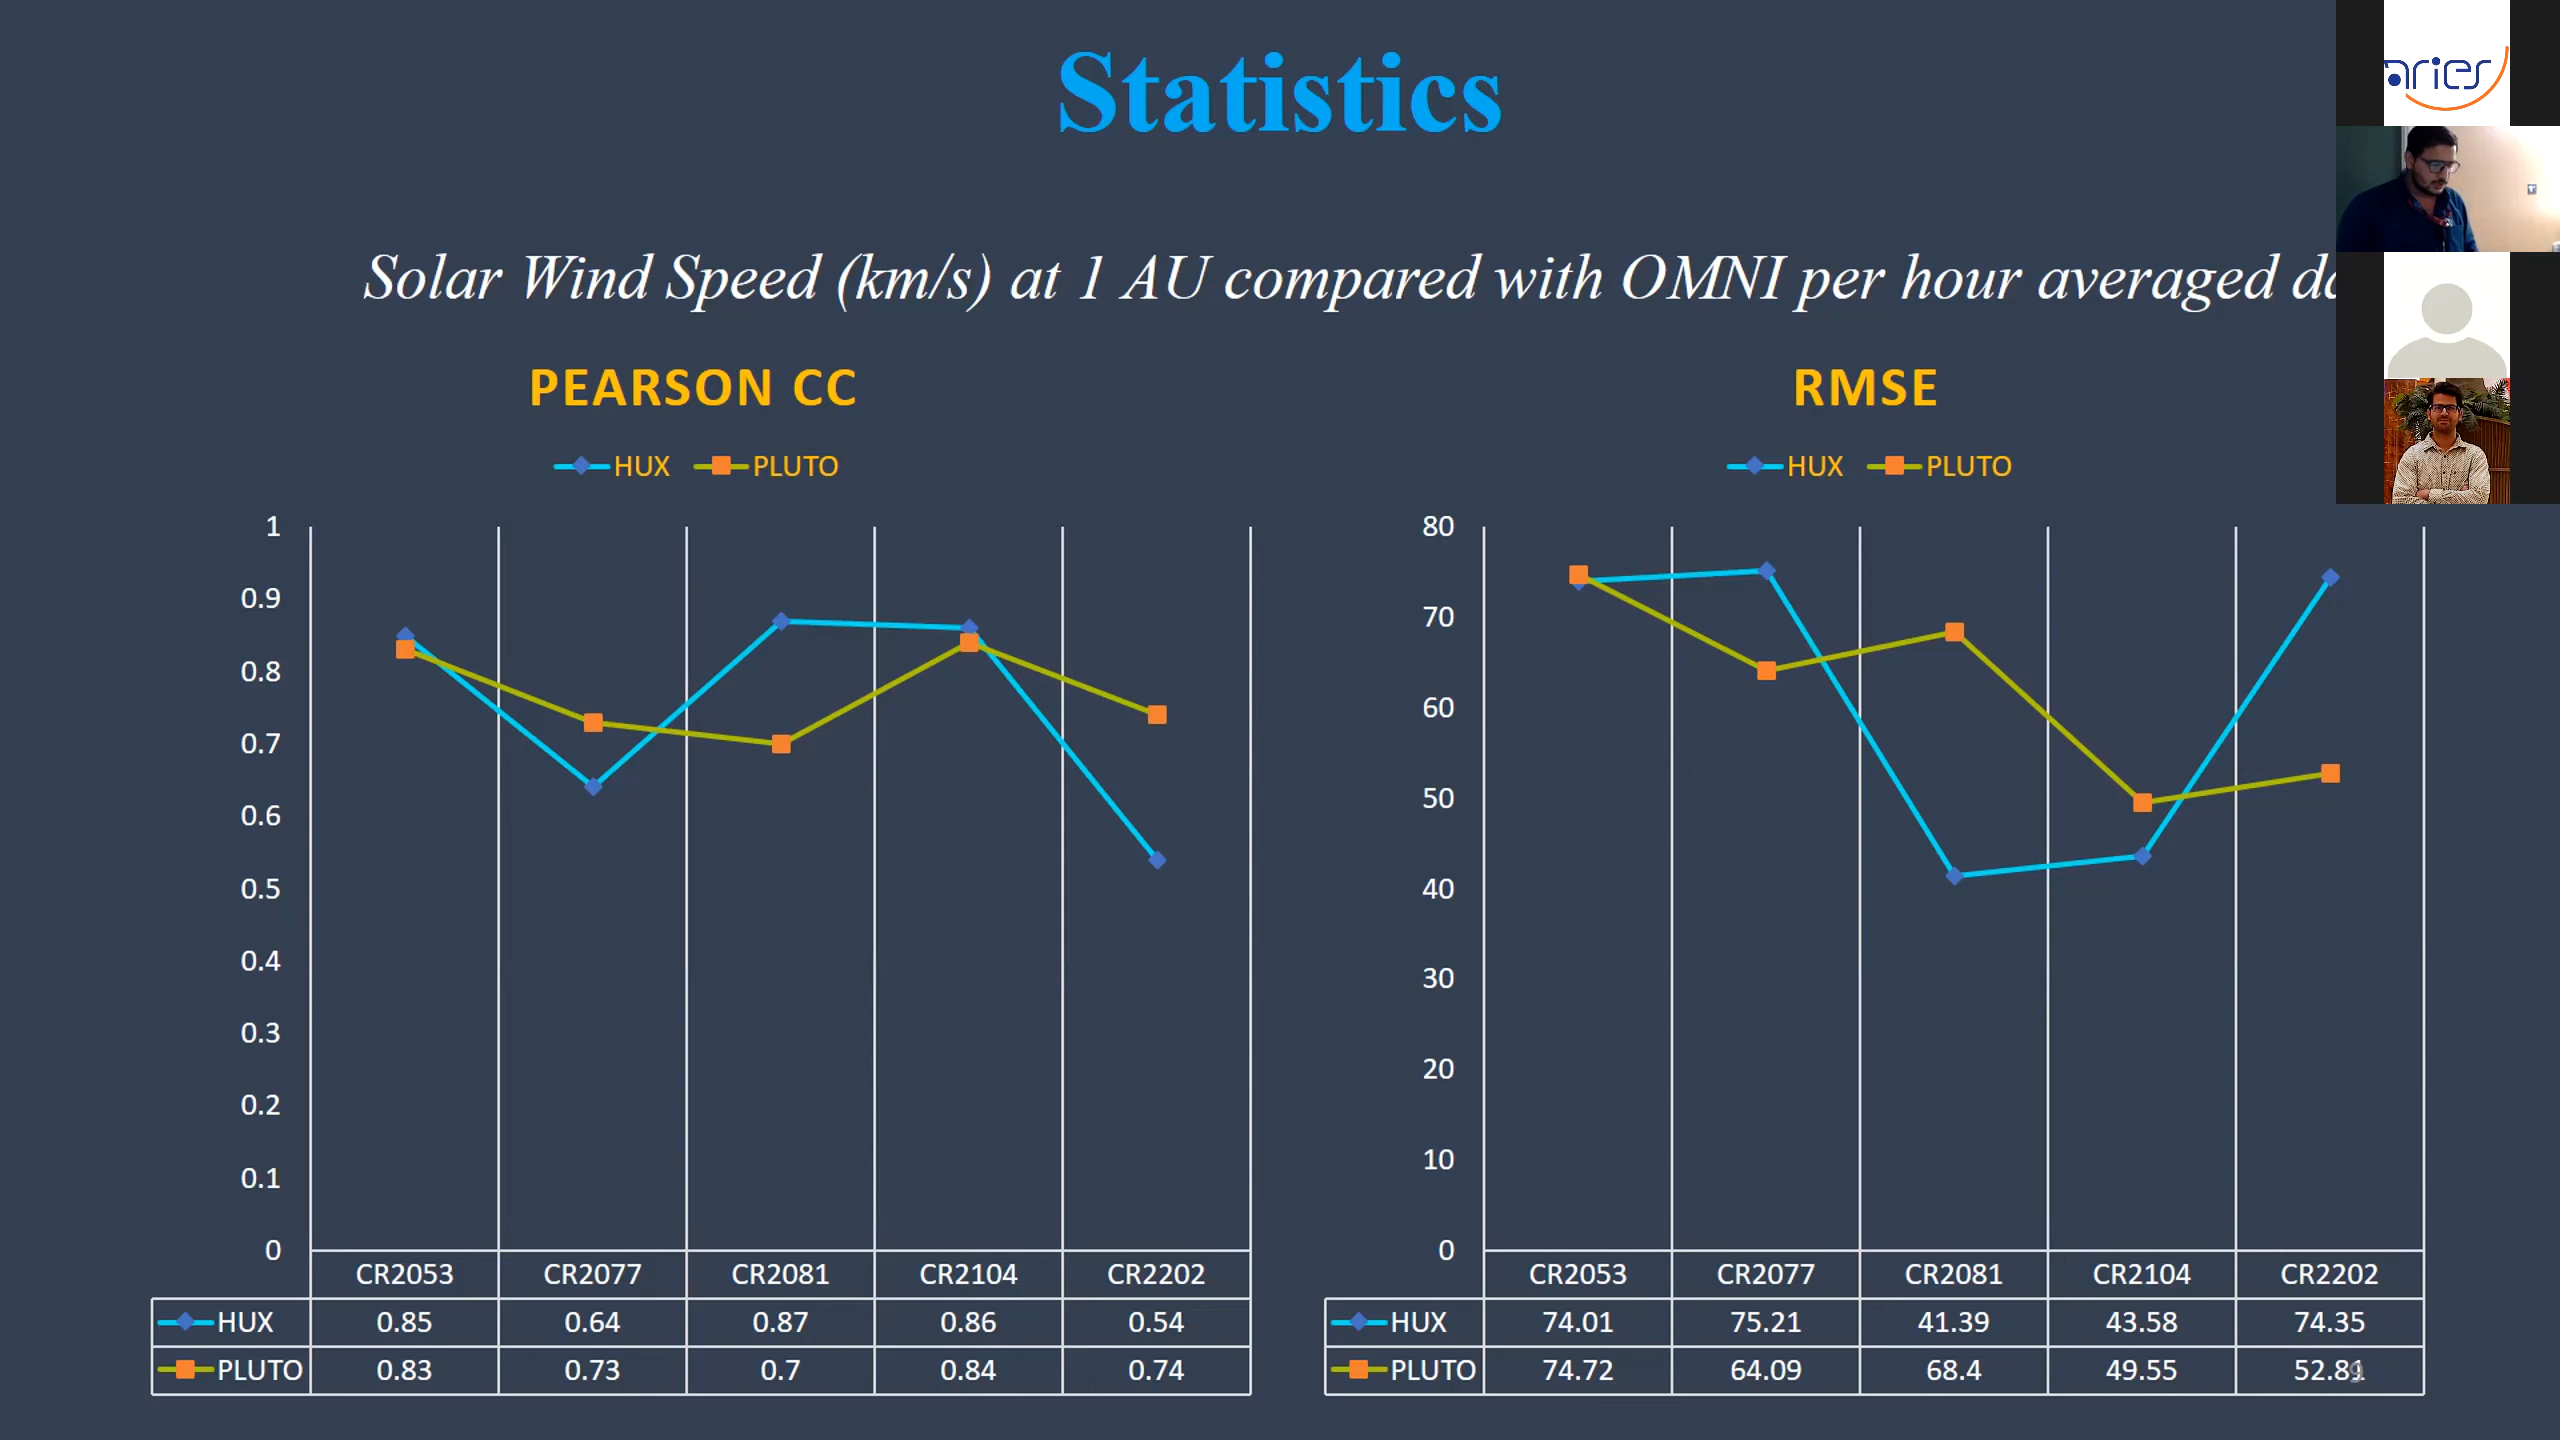 Statistics
aries
Solar Wind Speed (km/s) at 1 AU compared with OMNI per hour averaged
PEARSON CC
HUX PLUTO
1
0.9
0.8
0.7
0.6
0.5
0.4
0.3
0.2
0.1
0
CR2053 CR2077 CR2081 CR2104 CR2202
HUX 0.85 0.64 0.87 0.86 0.54
PLUTO 0.83 0.73 0.7 0.84 0.74
RMSE
HUX PLUTO
80
70
60
50
40
30
20
10
0
CR2053 CR2077 CR2081 CR2104 CR2202
HUX 74.01 75.21 41.39 43.58 74.35
PLUTO 74.72 64.09 68.4 49.55
9